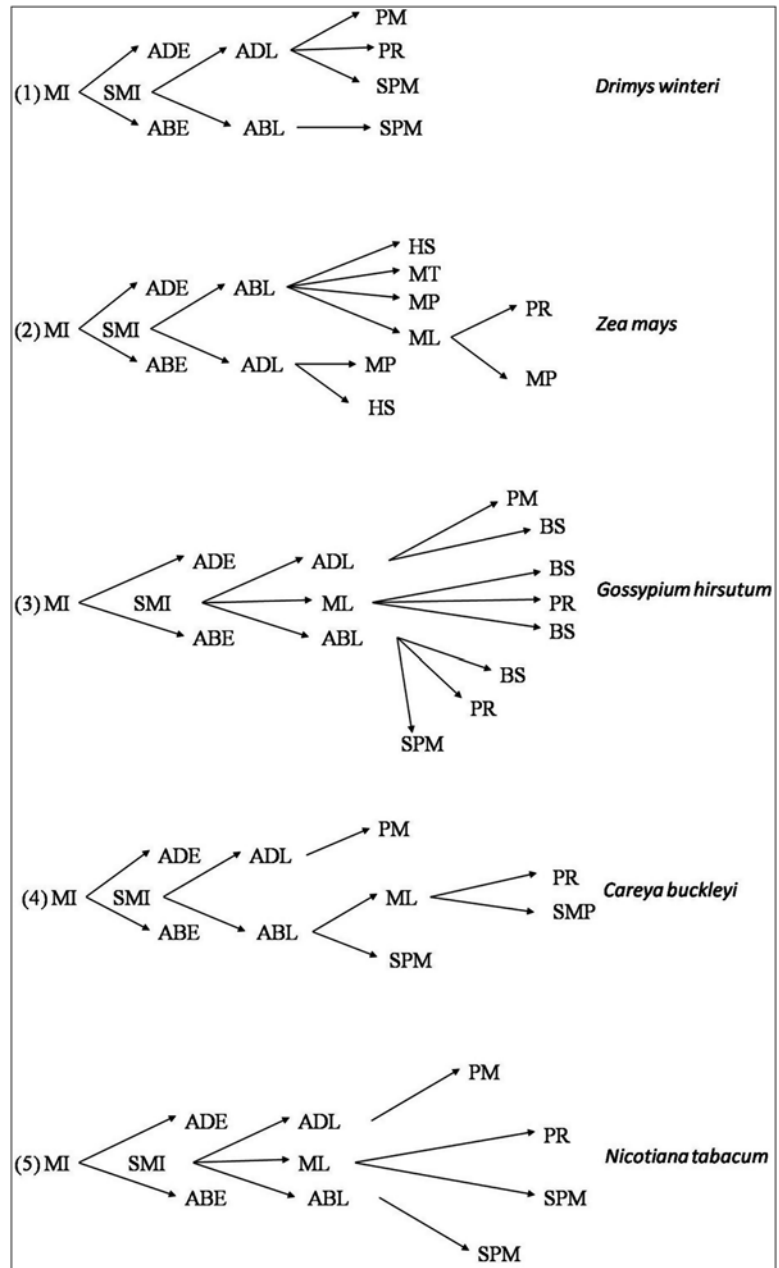 PM
ADE ADL PR
(1) MI SMI SPM Drimys winteri
ABE ABL SPM
HS
ADE ABL MT
MP
(2) MI SMI ML PR Zea mays
ABE ADL MP MP
HS
PM
BS
ADE ADL BS
(3) MI SMI ML PR Gossypium hirsutum
ABE ABL BS
BS
PR
SPM
PM
ADE ADL
(4) MI SMI ML PR Careya buckleyi
SMP
ABE ABL
SPM
PM
ADE ADL PR
(5) MI SMI ML Nicotiana tabacum
ABE ABL SPM
SPM